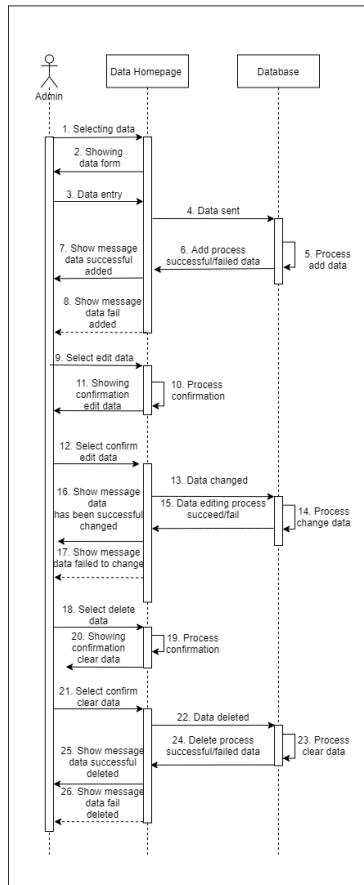 Data Homepage
Database
Admin
1. Selecting data
2. Showing
data form
3. Data entry
4. Data sent
5. Process
add data
6. Add process
successful/failed data
7. Show message
data successful
added
8. Show message
data fail
added
9. Select edit data
10. Process
confirmation
11. Showing
confirmation
edit data
12. Select confirm
edit data
13. Data changed
14. Process
change data
15. Data editing process
succeed/fail
16. Show message
data
has been successful
changed
17. Show message
data failed to change
18. Select delete
data
19. Process
confirmation
20. Showing
confirmation
clear data
21. Select confirm
clear data
22. Data deleted
23. Process
clear data
24. Delete process
successful/failed data
25. Show message
data successful
deleted
26. Show message
data fail
deleted